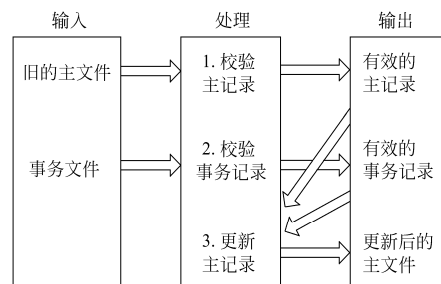 输入
处理
输出
旧的主文件
1. 校验
主记录
有效的
主记录
事务文件
2. 校验
事务记录
有效的
事务记录
3. 更新
主记录
更新后的
主文件